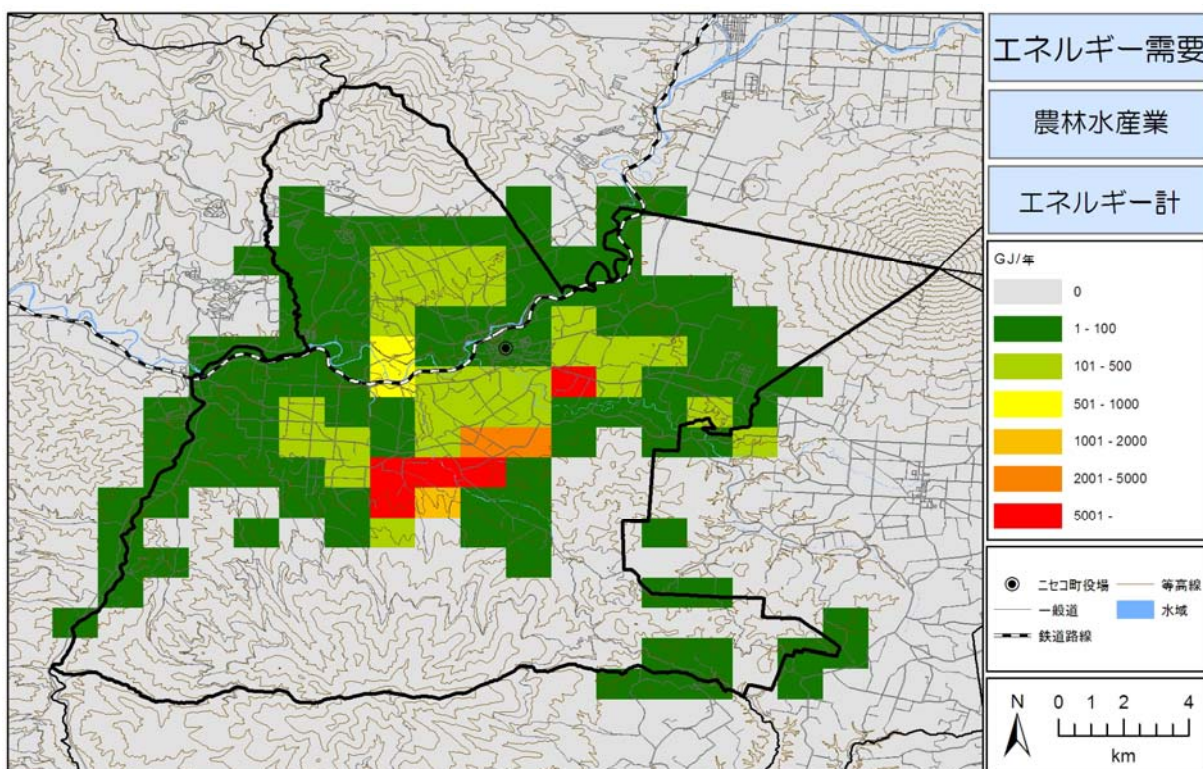 エネルギー需要
農林水産業
エネルギー計
GJ/年
0
1 - 100
101 - 500
501 - 1000
1001 - 2000
2001 - 5000
5001 -
ニセコ町役場 等高線
一般道 水域
鉄道路線
N 0 1 2 4
km